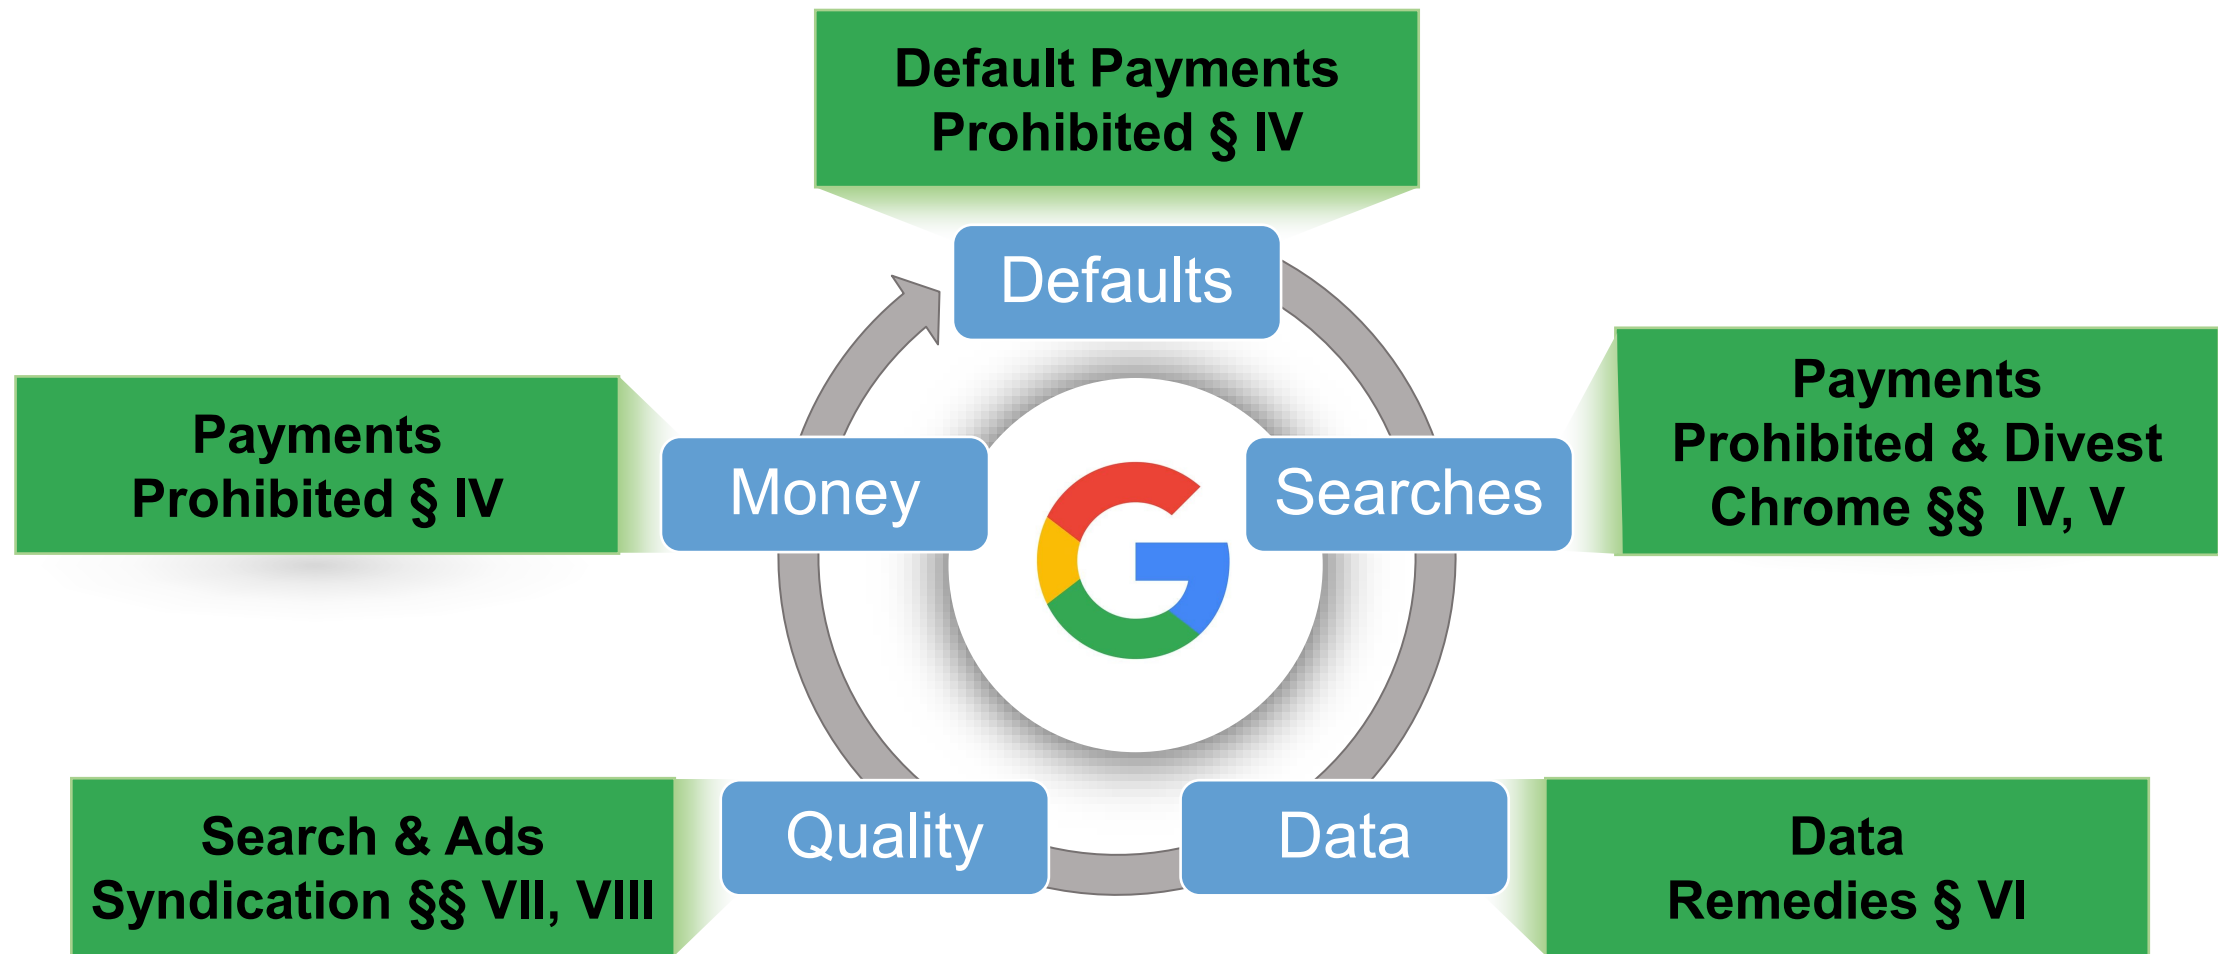 Default Payments
Prohibited § IV
Defaults
Payments
Prohibited & Divest
Chrome §§ IV, V
Searches
Payments
Prohibited § IV
Money
Search & Ads
Syndication §§ VII, VIII
Quality
Data
Data
Remedies § VI